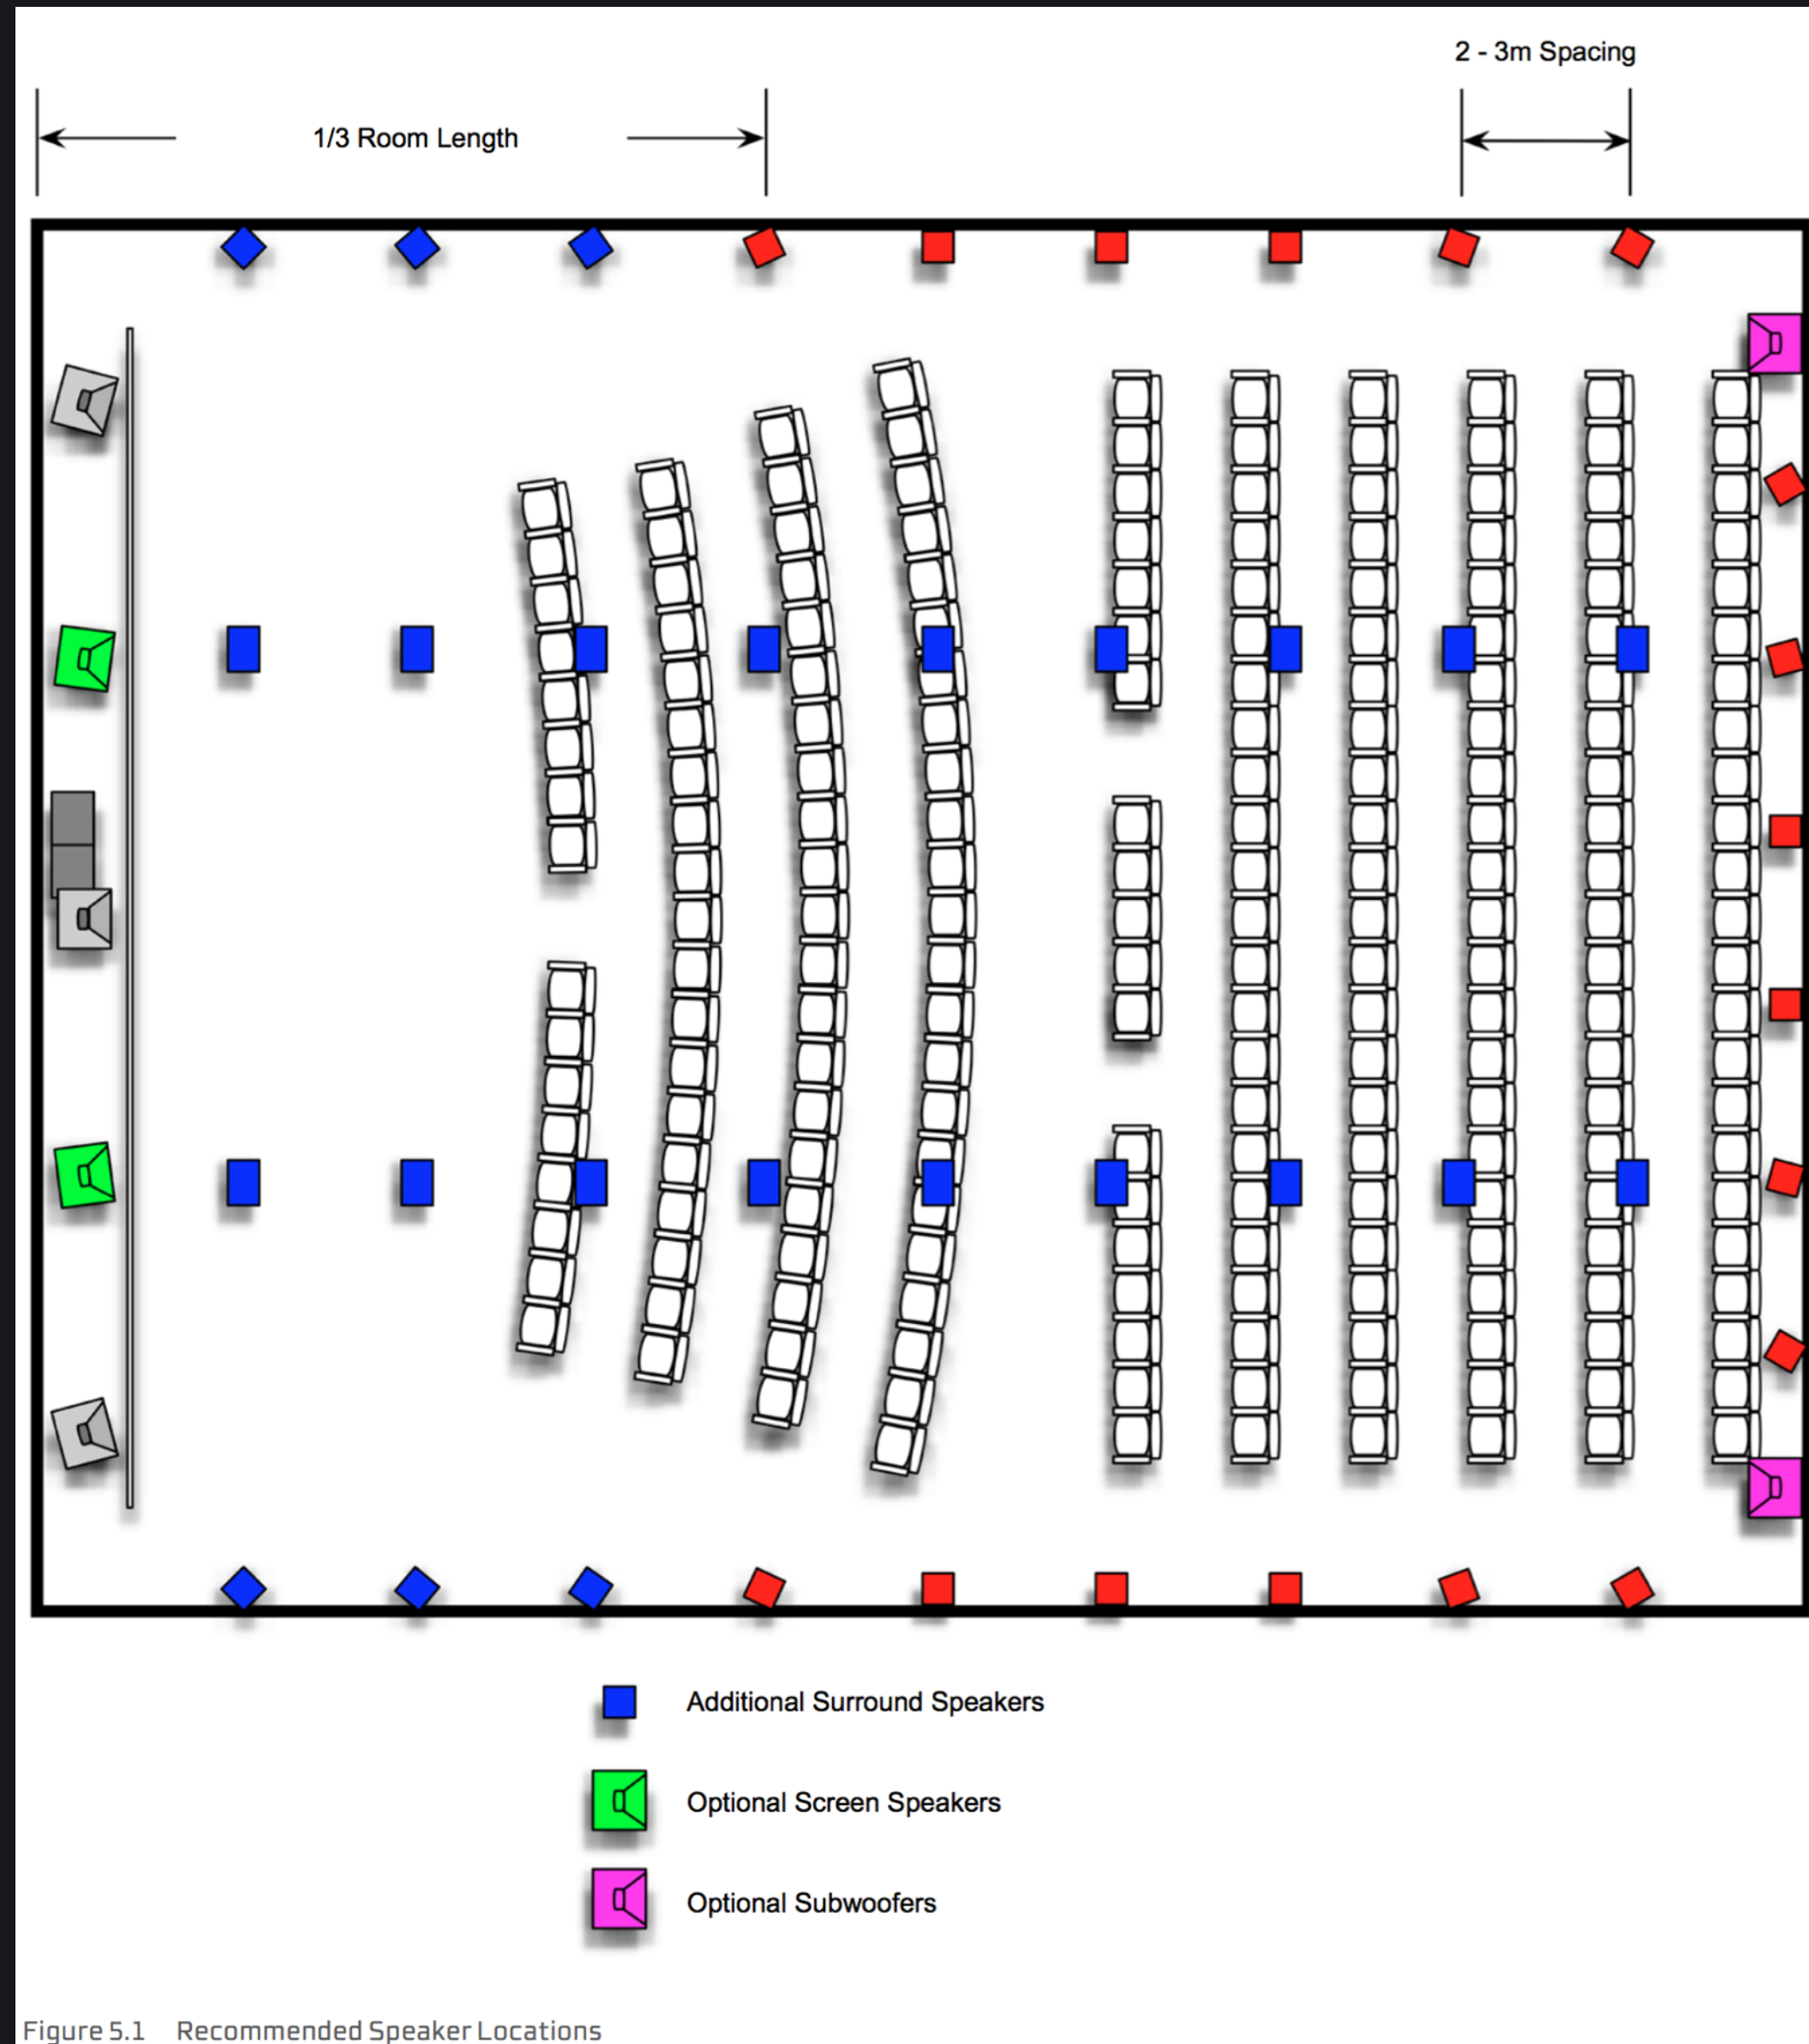 2 - 3m Spacing
1/3 Room Length
Additional Surround Speakers
Optional Screen Speakers
Optional Subwoofers
Figure 5.1 Recommended Speaker Locations